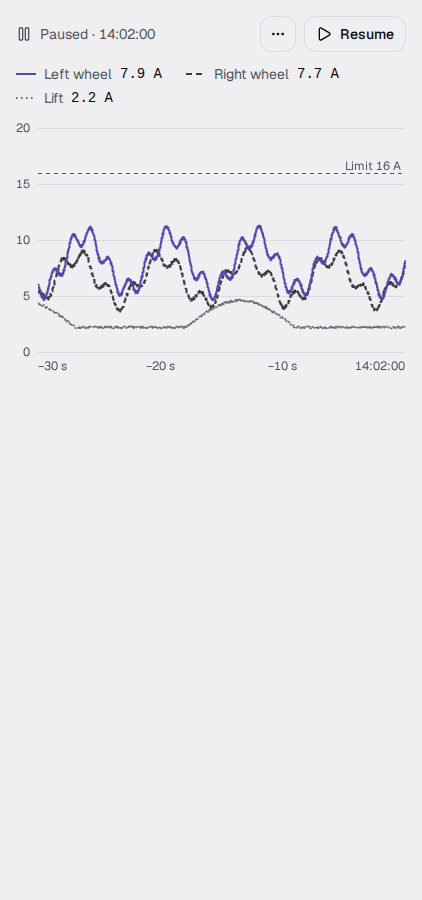 Paused · 14:02:00
Resume
Left wheel 7.9 A Right wheel 7.7 A
Lift 2.2 A
20
Limit 16 A
15
10
5
0
−30 s −20 s −10 s 14:02:00